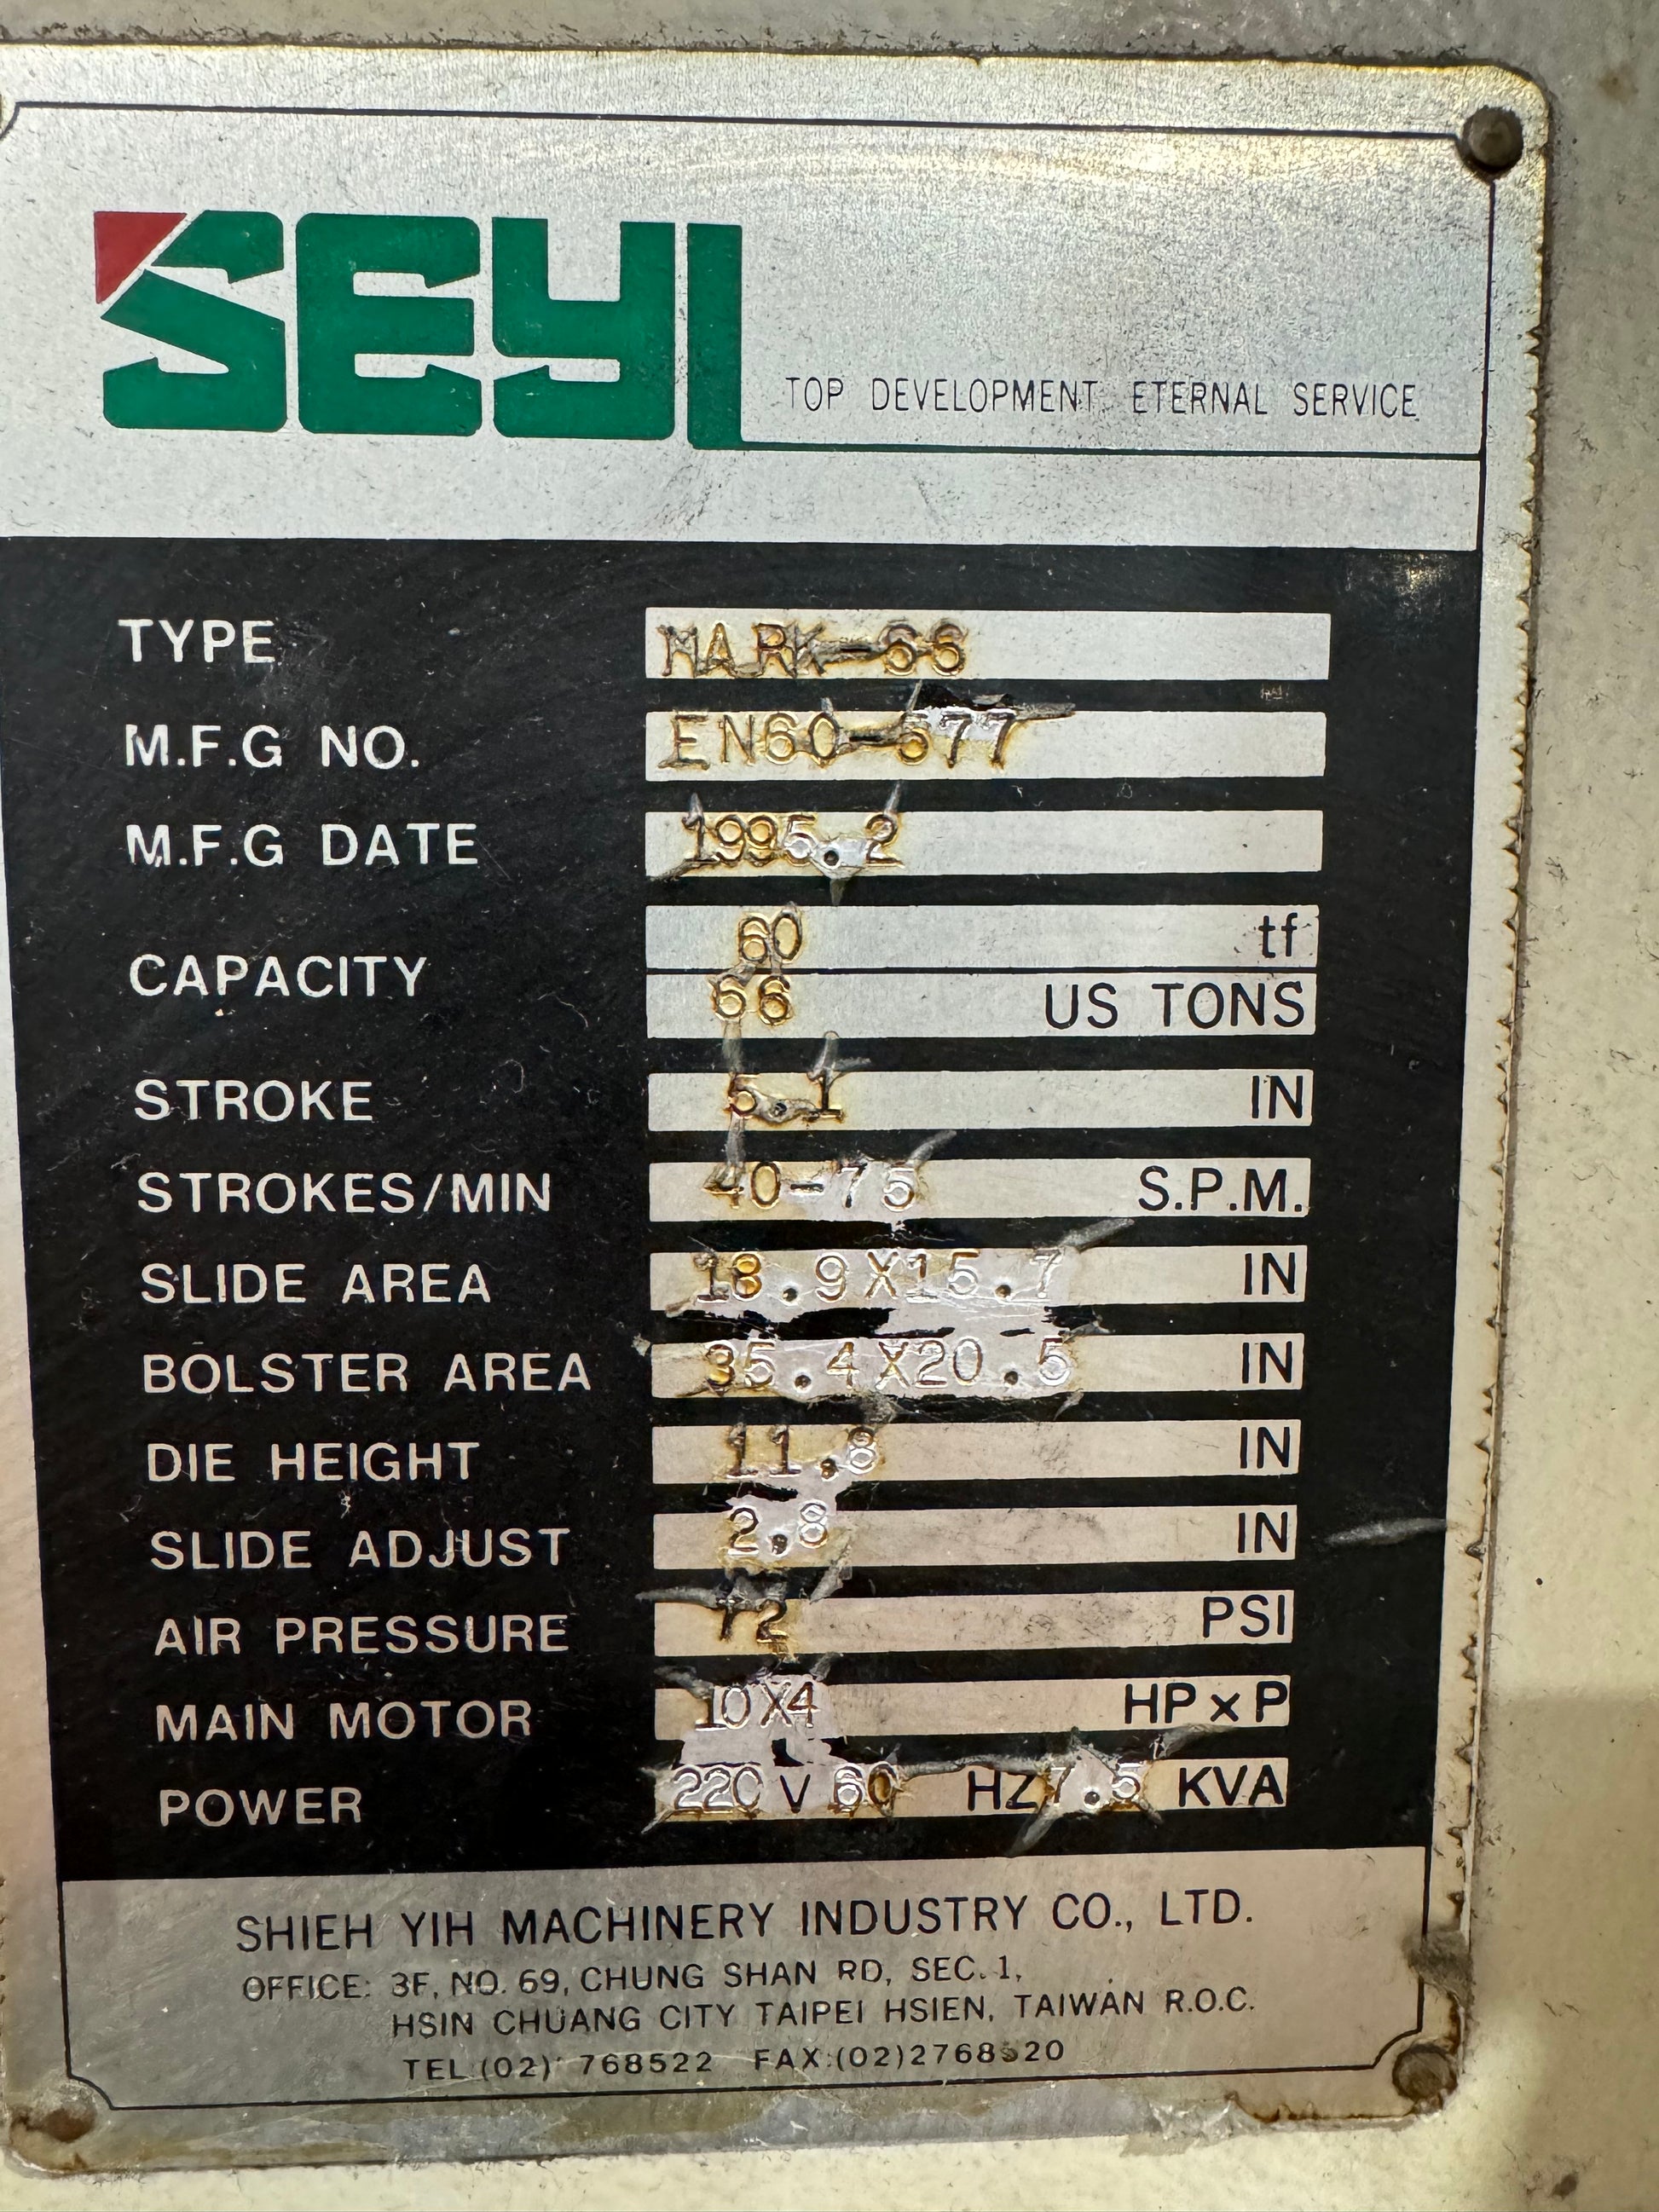 SEYI
TOP DEVELOPMENT ETERNAL SERVICE
TYPE MARK-66
M.F.G NO. EN60-677
M.F.G DATE 1995.2
CAPACITY
60 tf
66 US TONS
STROKE 5.1 IN
STROKES/MIN 40-75 S.P.M.
SLIDE AREA 18.9X15.7 IN
BOLSTER AREA 35.4X20.5 IN
DIE HEIGHT 11.8 IN
SLIDE ADJUST 2.8 IN
AIR PRESSURE PSI
MAIN MOTOR 10X4 HP x P
POWER 220 V 60 HZ 7.5 KVA
SHIEH YIH MACHINERY INDUSTRY CO., LTD.
OFFICE: 3F, NO. 69, CHUNG SHAN RD, SEC. 1,
HSIN CHUANG CITY TAIPEI HSIEN, TAIWAN R.O.C.
TEL:(02) 768522 FAX:(02)